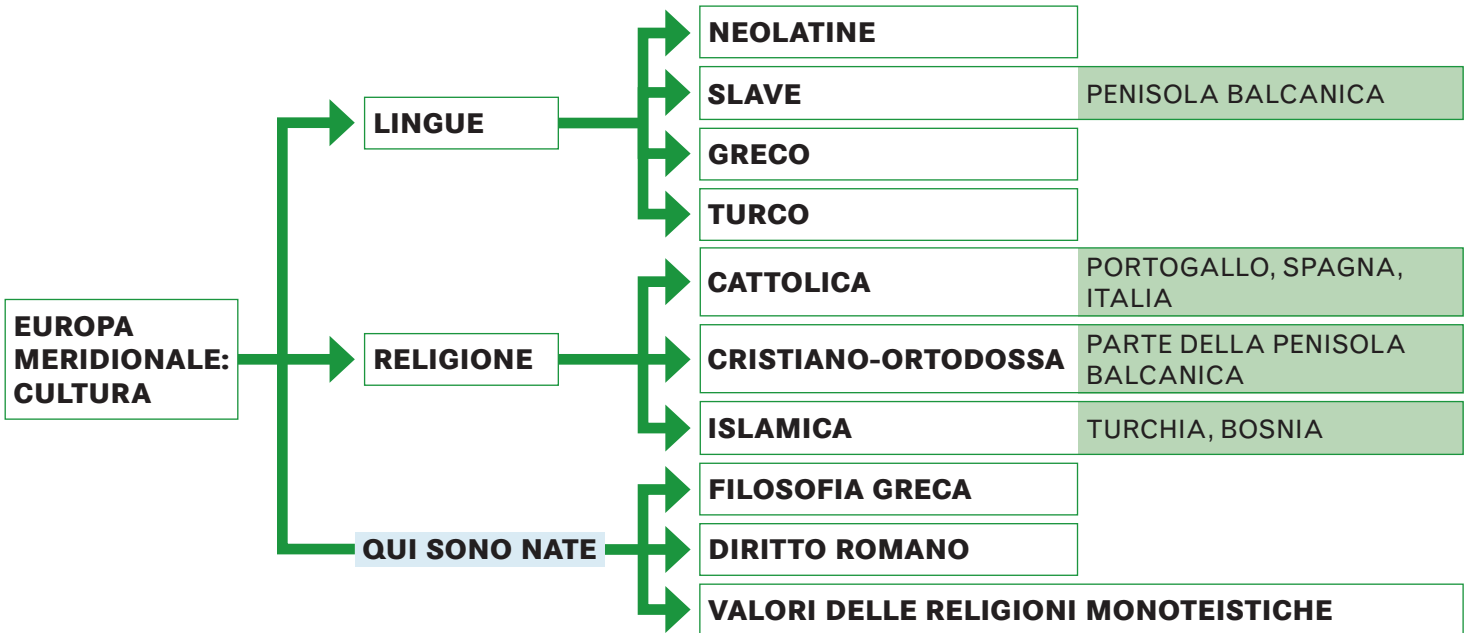 EUROPA
MERIDIONALE:
CULTURA
LINGUE
NEOLATINE
SLAVE
PENISOLA BALCANICA
GRECO
TURCO
RELIGIONE
CATTOLICA
PORTOGALLO, SPAGNA,
ITALIA
CRISTIANO-ORTODOSSA
PARTE DELLA PENISOLA
BALCANICA
ISLAMICA
TURCHIA, BOSNIA
QUI SONO NATE
FILOSOFIA GRECA
DIRITTO ROMANO
VALORI DELLE RELIGIONI MONOTEISTICHE